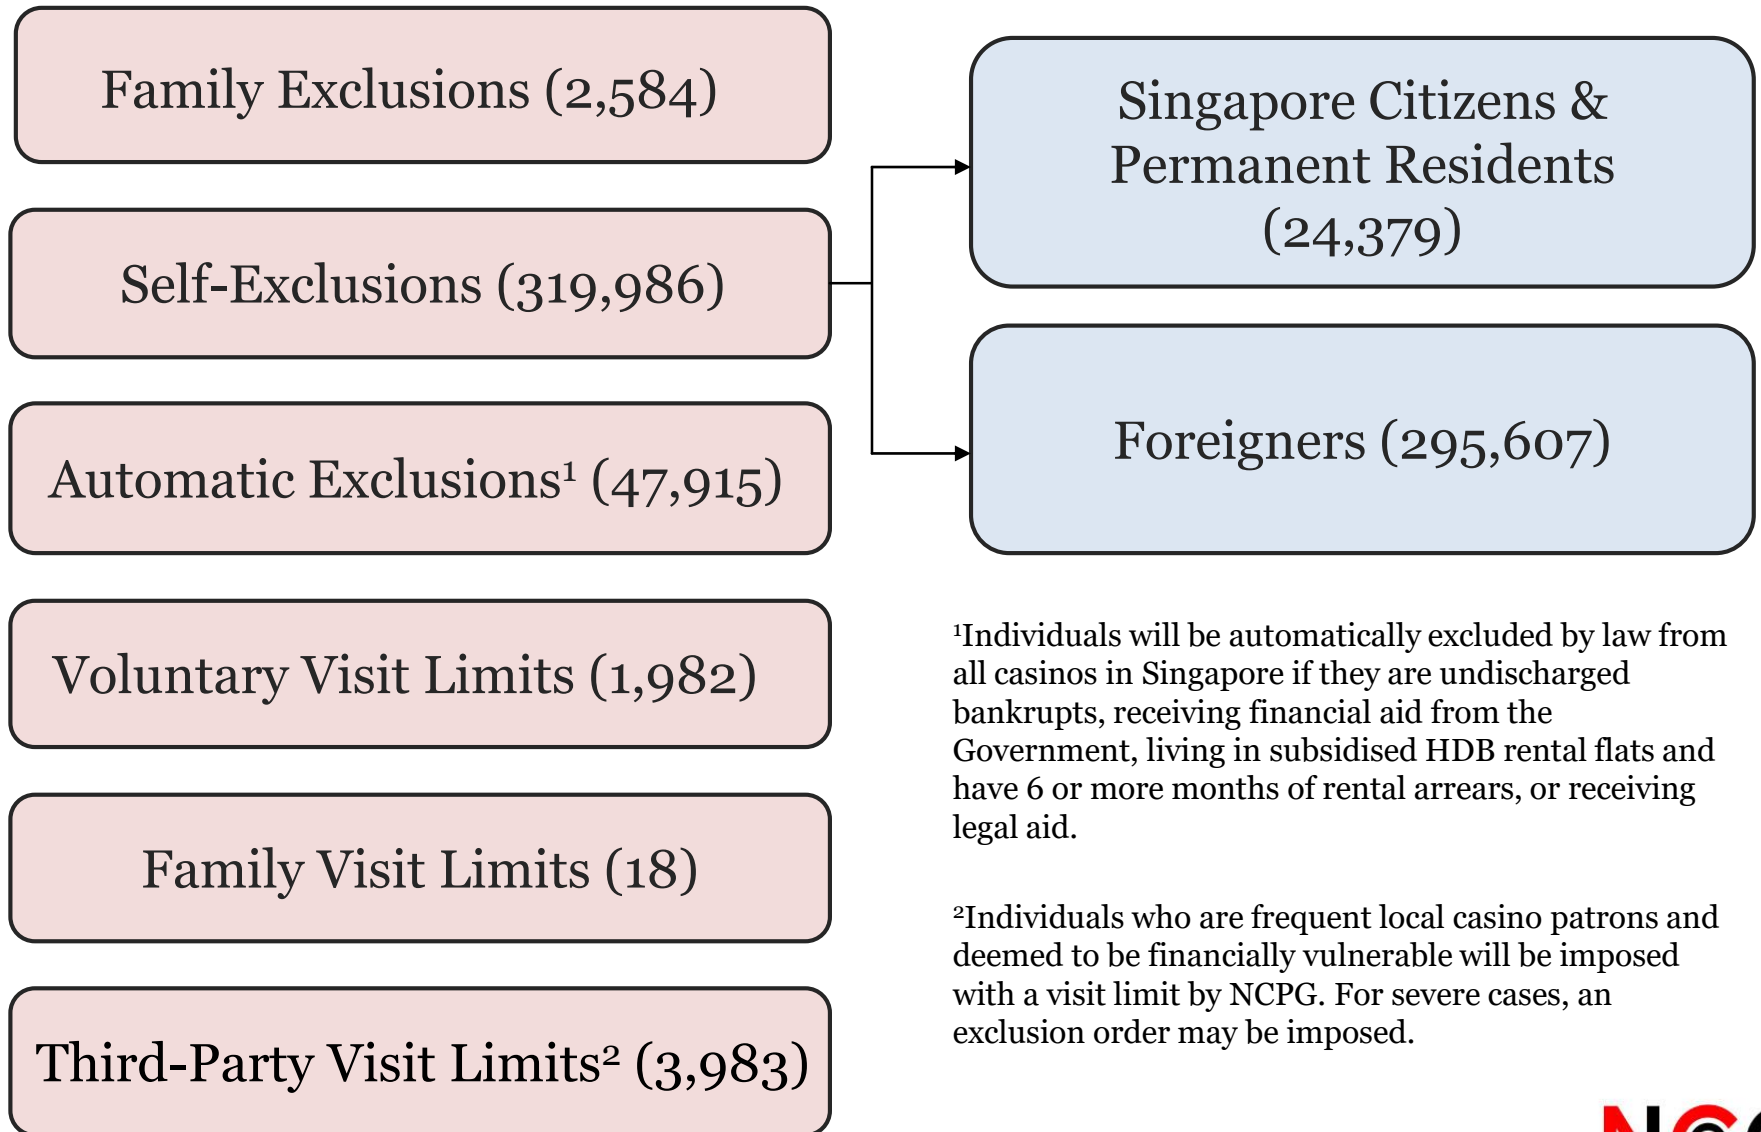 Family Exclusions (2,584)
Self-Exclusions (319,986)
Automatic Exclusions¹ (47,915)
Voluntary Visit Limits (1,982)
Family Visit Limits (18)
Third-Party Visit Limits² (3,983)
Singapore Citizens &
Permanent Residents
(24,379)
Foreigners (295,607)
¹Individuals will be automatically excluded by law from
all casinos in Singapore if they are undischarged
bankrupts, receiving financial aid from the
Government, living in subsidised HDB rental flats and
have 6 or more months of rental arrears, or receiving
legal aid.
²Individuals who are frequent local casino patrons and
deemed to be financially vulnerable will be imposed
with a visit limit by NCPG. For severe cases, an
exclusion order may be imposed.